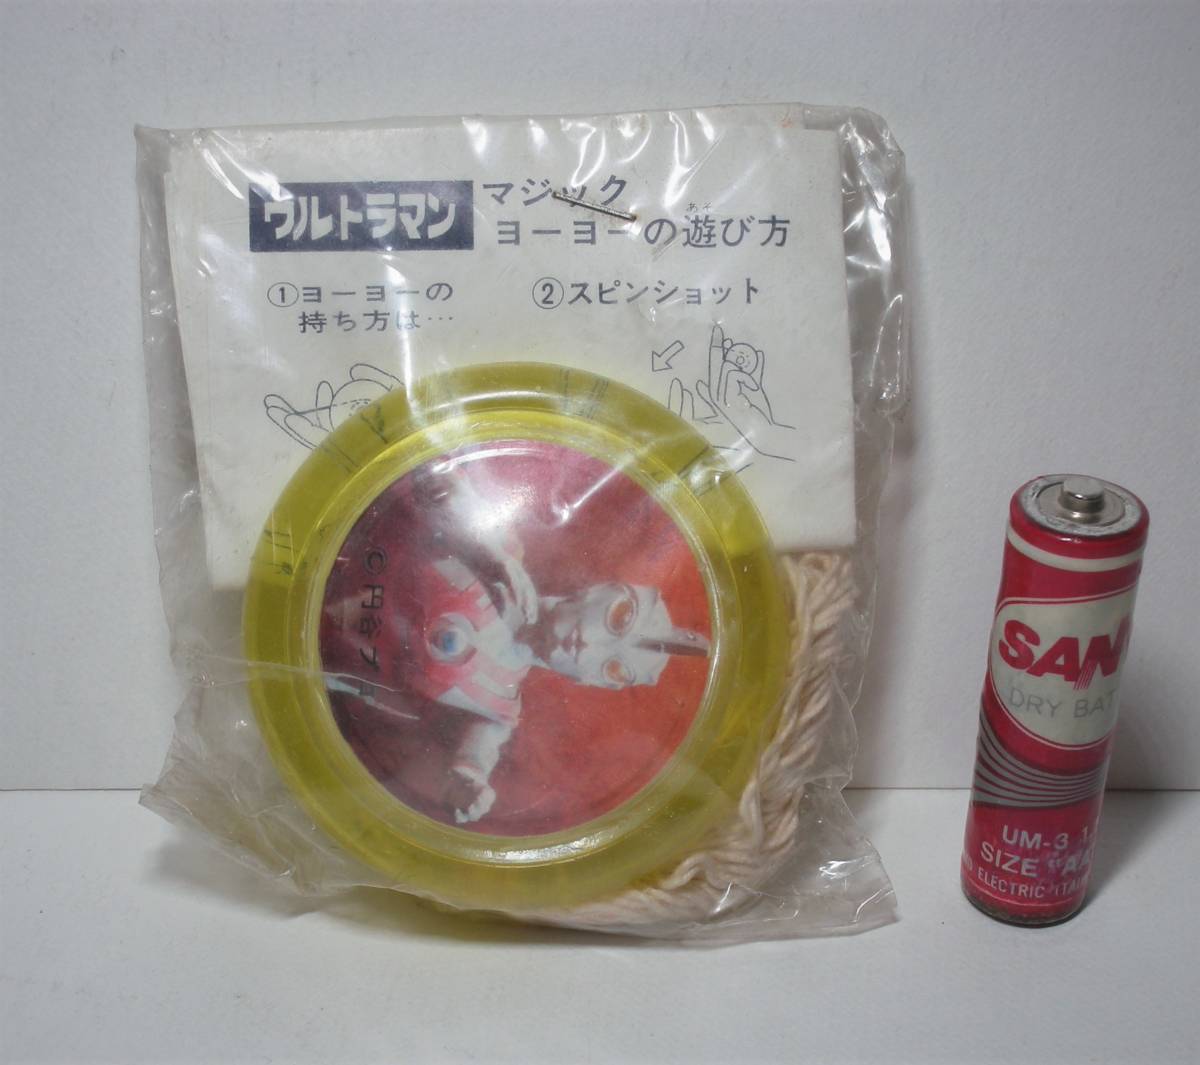 ウルトラマン マジック
ヨーヨーの遊び方
あそ
①ヨーヨーの
持ち方は…
②スピンショット
©円谷プロ
SAN
DRY BAT
UM-3 1.
SIZE "AA
ELECTRIC (TAI